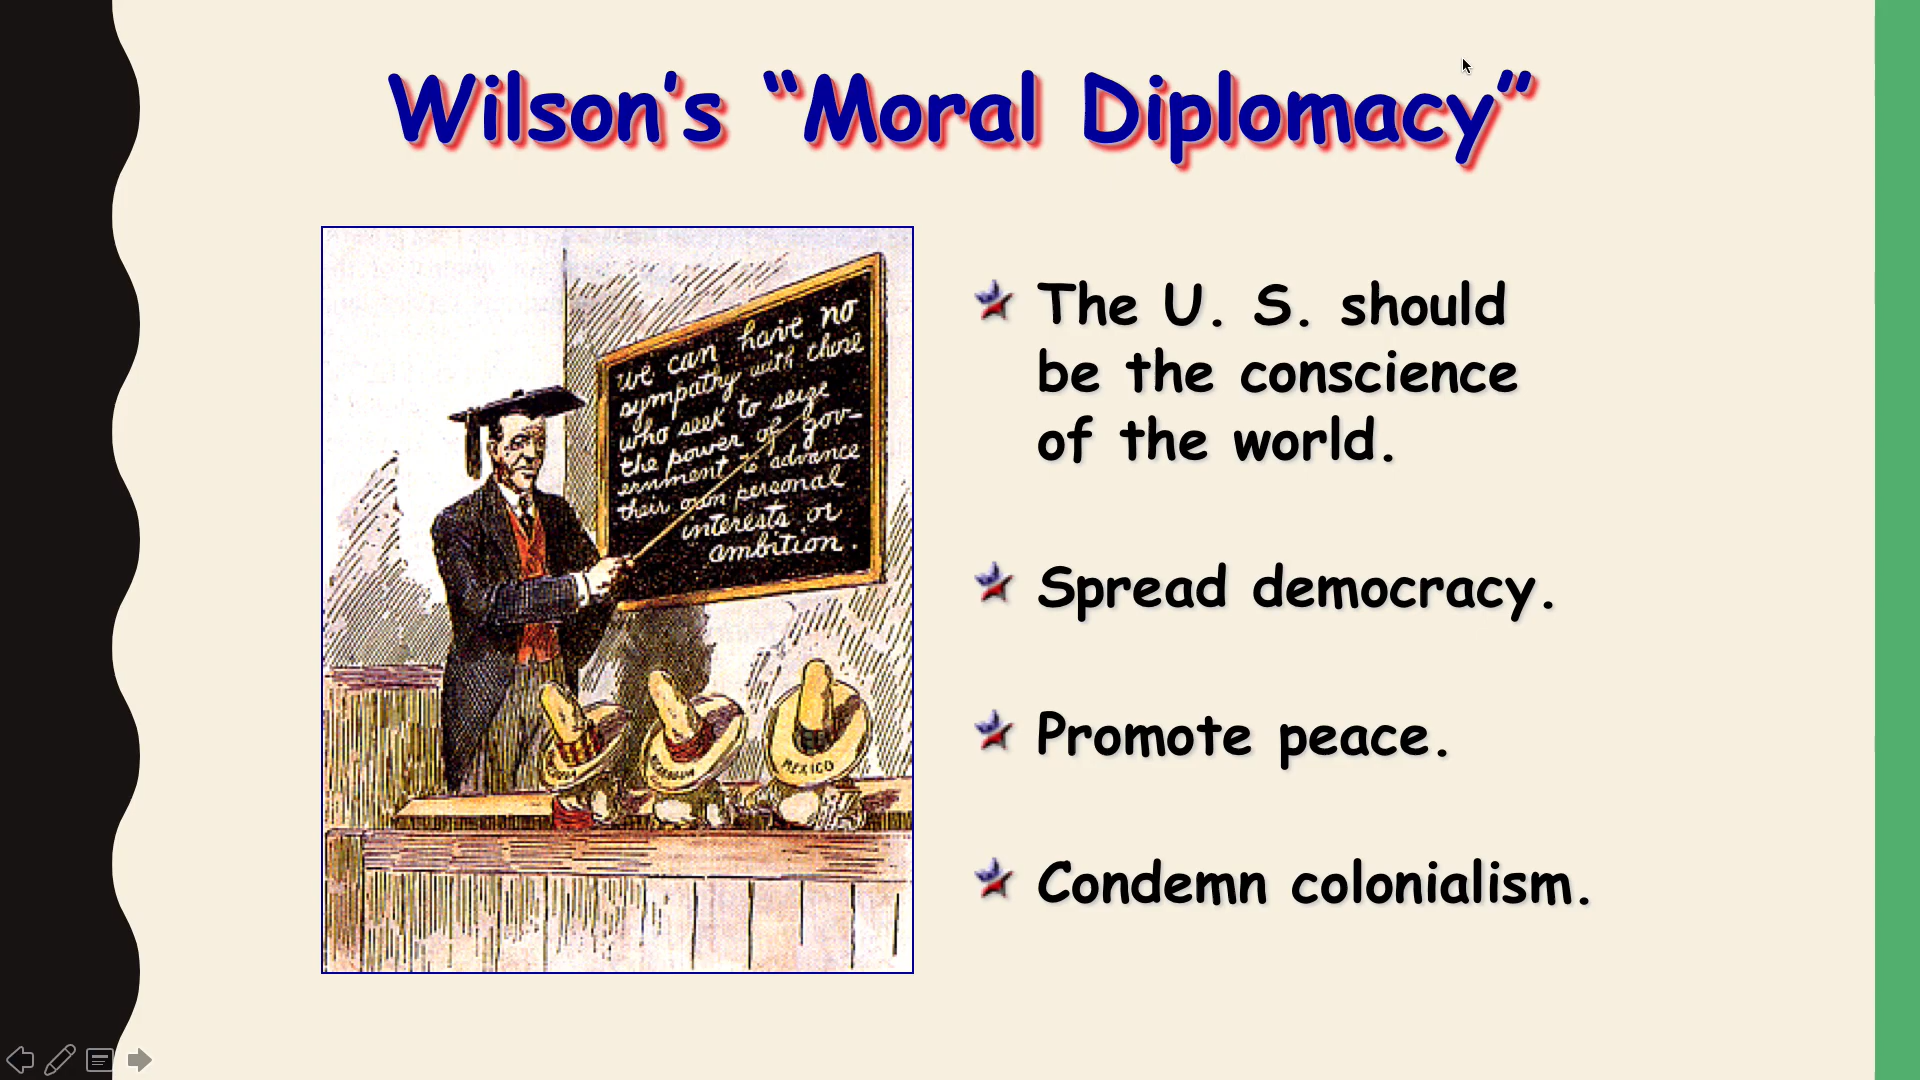 Wilson's “Moral Diplomacy”
we can have no
sympathy with those
who seek to seize
the power of gov-
ernment to advance
their own personal
interests or
ambition.
MEXICO
The U. S. should
be the conscience
of the world.
Spread democracy.
Promote peace.
Condemn colonialism.